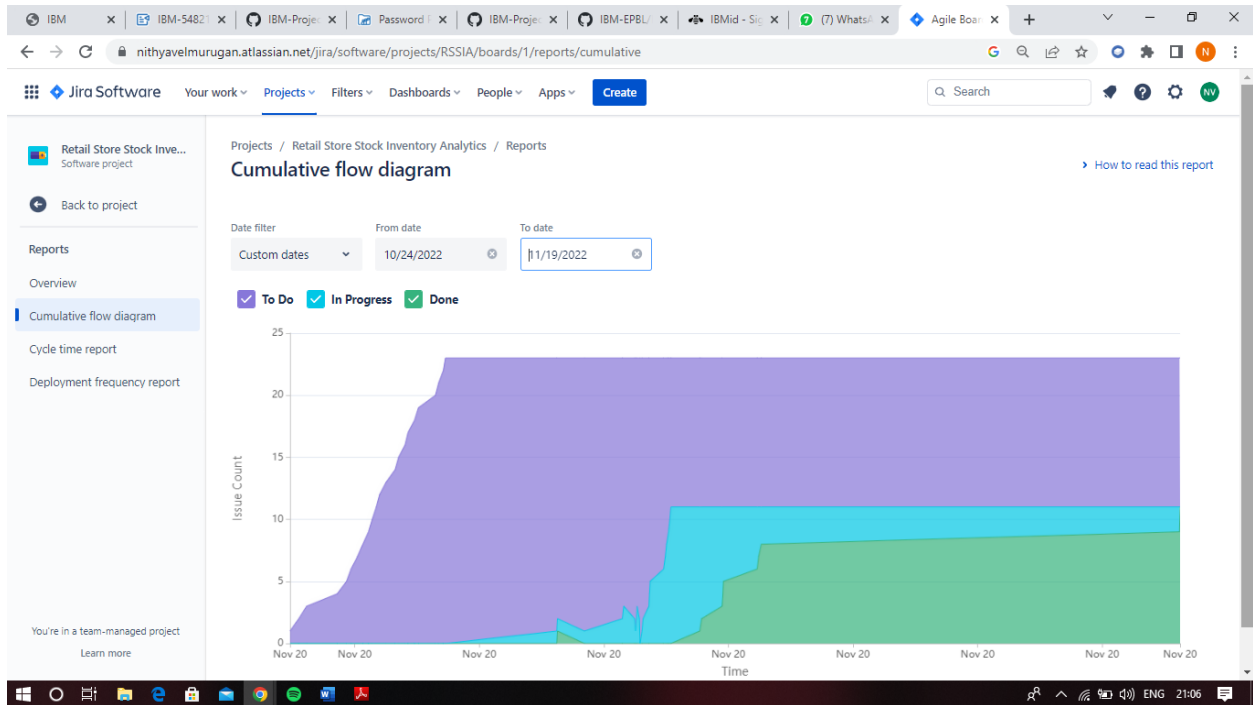 IBM
IBM-5482
IBM-Projec
Password
IBM-Projec
IBM-EPBL/
IBMid - Sig
(7) WhatsA
Agile Boar
nithyavelmurugan.atlassian.net/jira/software/projects/RSSIA/boards/1/reports/cumulative
N
Jira Software
Your work
Projects
Filters
Dashboards
People
Apps
Create
Search
NV
Retail Store Stock Inve...
Software project
Back to project
Reports
Overview
Cumulative flow diagram
Cycle time report
Deployment frequency report
You're in a team-managed project
Learn more
Projects / Retail Store Stock Inventory Analytics / Reports
Cumulative flow diagram
How to read this report
Date filter
From date
To date
Custom dates
10/24/2022
11/19/2022
To Do
In Progress
Done
25
20
15
10
5
0
Issue Count
Nov 20 Nov 20 Nov 20 Nov 20 Nov 20 Nov 20 Nov 20 Nov 20 Nov 20
Time
ENG 21:06